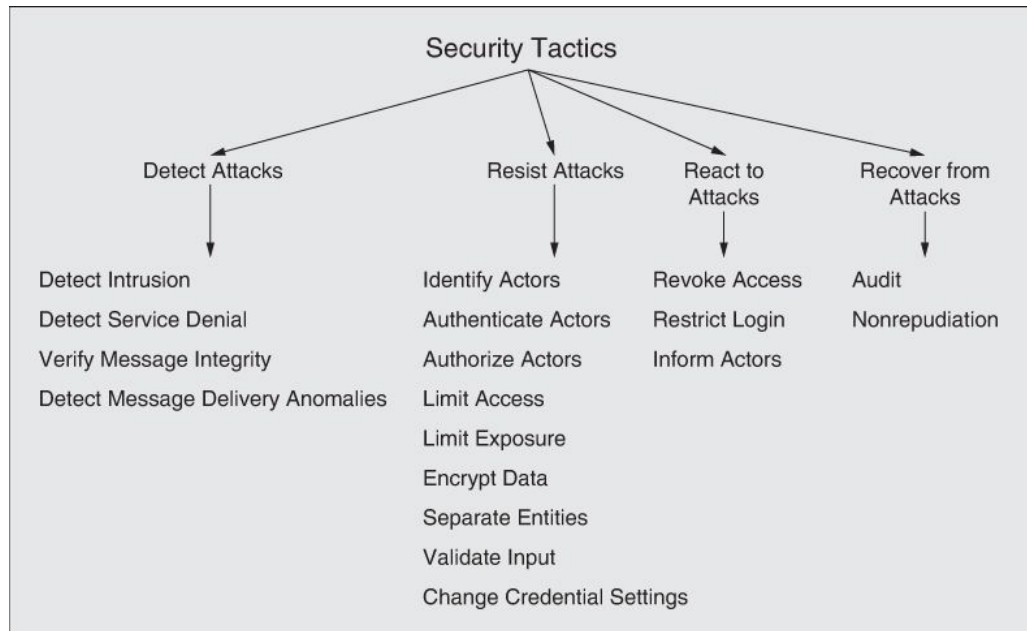 Security Tactics
Detect Attacks
Resist Attacks
React to
Attacks
Recover from
Attacks
Detect Intrusion
Detect Service Denial
Verify Message Integrity
Detect Message Delivery Anomalies
Identify Actors
Authenticate Actors
Authorize Actors
Limit Access
Limit Exposure
Encrypt Data
Separate Entities
Validate Input
Change Credential Settings
Revoke Access
Restrict Login
Inform Actors
Audit
Nonrepudiation